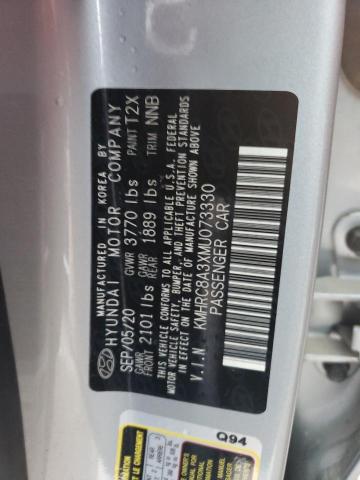 MFD. BY
HYUNDAI MOTOR COMPANY
IN KOREA
SEP/05/20
GVWR 3770 lbs
PAINT T2X
GAWR FRONT 2101 lbs
GAWR REAR 1889 lbs
TRIM NNB
THIS VEHICLE CONFORMS TO ALL APPLICABLE U.S.A. FEDERAL
MOTOR VEHICLE SAFETY, BUMPER, AND THEFT PREVENTION STANDARDS
IN EFFECT ON THE DATE OF MANUFACTURE SHOWN ABOVE
V.I.N. KMHRC8A3XMU073330
PASSENGER CAR
Q94